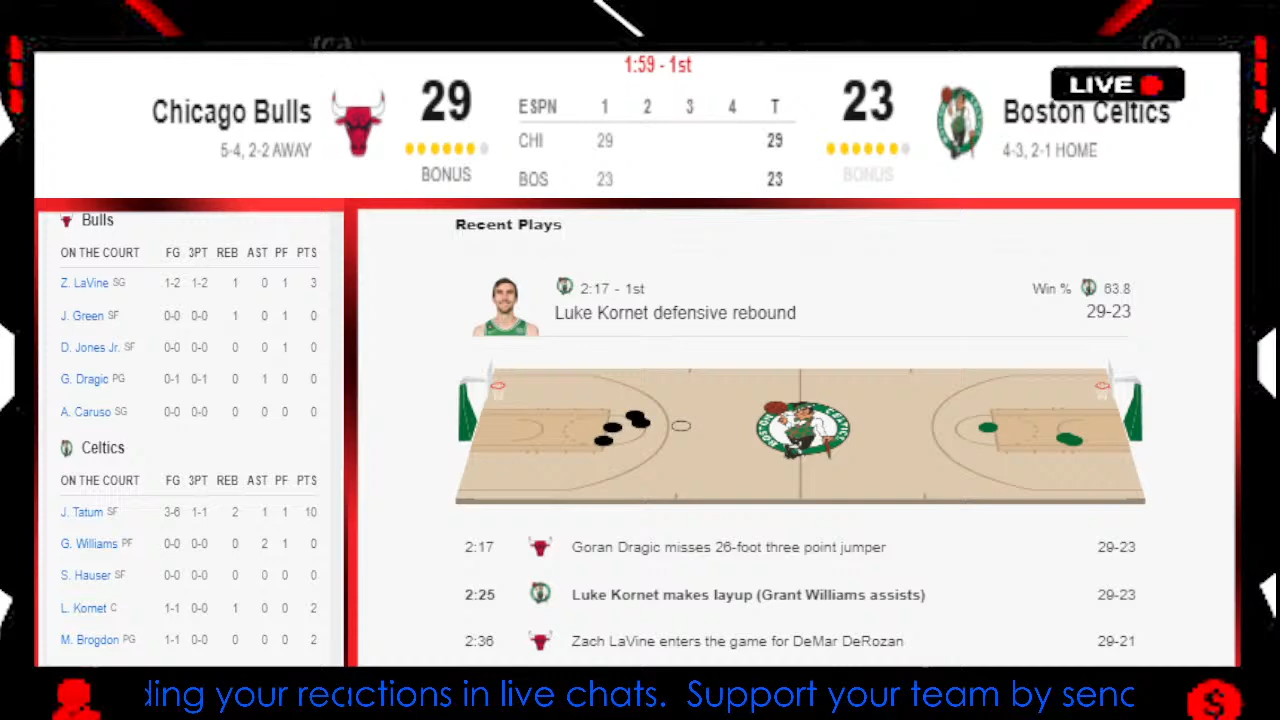 1:59 - 1st
LIVE
Chicago Bulls
5-4, 2-2 AWAY
29
BONUS
ESPN 1 2 3 4 T
CHI 29 29
BOS 23 23
23
BONUS
Boston Celtics
4-3, 2-1 HOME
Bulls
ON THE COURT FG 3PT REB AST PF PTS
Z. LaVine SG 1-2 1-2 1 0 1 3
J. Green SF 0-0 0-0 1 0 1 0
D. Jones Jr. SF 0-0 0-0 0 0 1 0
G. Dragic PG 0-1 0-1 0 1 0 0
A. Caruso SG 0-0 0-0 0 0 0 0
Celtics
ON THE COURT FG 3PT REB AST PF PTS
J. Tatum SF 3-6 1-1 2 1 1 10
G. Williams PF 0-0 0-0 0 2 1 0
S. Hauser SF 0-0 0-0 0 0 0 0
L. Kornet C 1-1 0-0 1 0 0 2
M. Brogdon PG 1-1 0-0 0 0 0 2
Recent Plays
2:17 - 1st
Luke Kornet defensive rebound
Win % 63.8
29-23
BOSTON CELTICS
2:17 Goran Dragic misses 26-foot three point jumper 29-23
2:25 Luke Kornet makes layup (Grant Williams assists) 29-23
2:36 Zach LaVine enters the game for DeMar DeRozan 29-21
ding your reactions in live chats. Support your team by senc
$